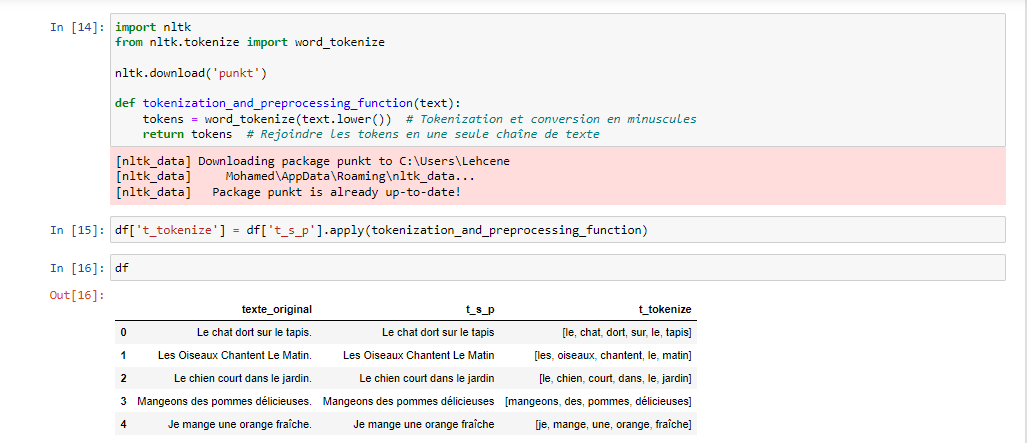 In [14]: import nltk
from nltk.tokenize import word_tokenize
nltk.download('punkt')
def tokenization_and_preprocessing_function(text):
    tokens = word_tokenize(text.lower())  # Tokenization et conversion en minuscules
    return tokens  # Rejoindre les tokens en une seule chaîne de texte
[nltk_data] Downloading package punkt to C:\Users\Lehcene
[nltk_data]     Mohamed\AppData\Roaming\nltk_data...
[nltk_data]   Package punkt is already up-to-date!
In [15]: df['t_tokenize'] = df['t_s_p'].apply(tokenization_and_preprocessing_function)
In [16]: df
Out[16]:
texte_original t_s_p t_tokenize
0 Le chat dort sur le tapis. Le chat dort sur le tapis [le, chat, dort, sur, le, tapis]
1 Les Oiseaux Chantent Le Matin. Les Oiseaux Chantent Le Matin [les, oiseaux, chantent, le, matin]
2 Le chien court dans le jardin. Le chien court dans le jardin [le, chien, court, dans, le, jardin]
3 Mangeons des pommes délicieuses. Mangeons des pommes délicieuses [mangeons, des, pommes, délicieuses]
4 Je mange une orange fraîche. Je mange une orange fraîche [je, mange, une, orange, fraîche]